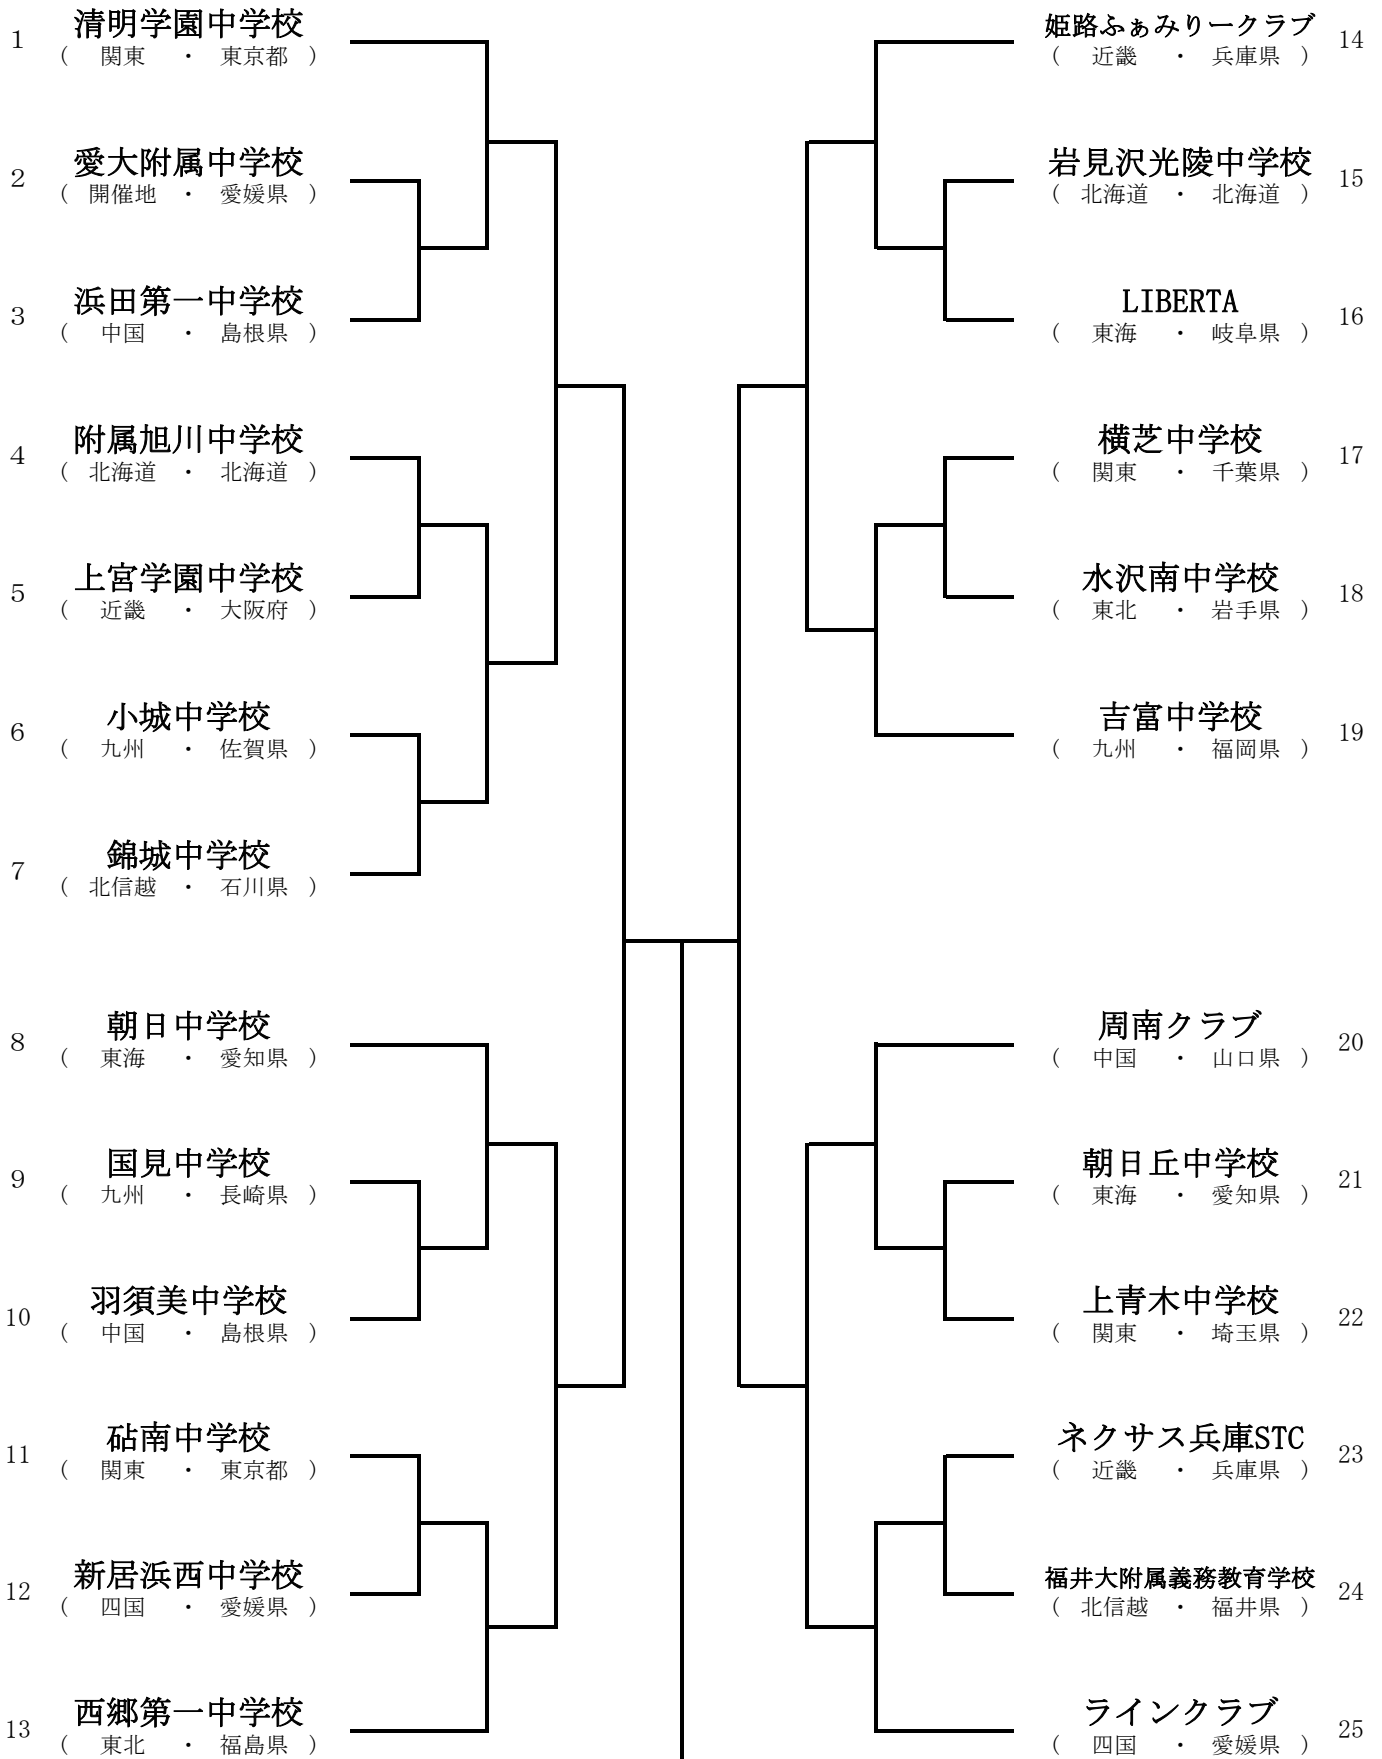 1 清明学園中学校
( 関東 ・ 東京都 )
2 愛大附属中学校
( 開催地 ・ 愛媛県 )
3 浜田第一中学校
( 中国 ・ 島根県 )
4 附属旭川中学校
( 北海道 ・ 北海道 )
5 上宮学園中学校
( 近畿 ・ 大阪府 )
6 小城中学校
( 九州 ・ 佐賀県 )
7 錦城中学校
( 北信越 ・ 石川県 )
8 朝日中学校
( 東海 ・ 愛知県 )
9 国見中学校
( 九州 ・ 長崎県 )
10 羽須美中学校
( 中国 ・ 島根県 )
11 砧南中学校
( 関東 ・ 東京都 )
12 新居浜西中学校
( 四国 ・ 愛媛県 )
13 西郷第一中学校
( 東北 ・ 福島県 )
姫路ふぁみりークラブ 14
( 近畿 ・ 兵庫県 )
岩見沢光陵中学校 15
( 北海道 ・ 北海道 )
LIBERTA 16
( 東海 ・ 岐阜県 )
横芝中学校 17
( 関東 ・ 千葉県 )
水沢南中学校 18
( 東北 ・ 岩手県 )
吉富中学校 19
( 九州 ・ 福岡県 )
周南クラブ 20
( 中国 ・ 山口県 )
朝日丘中学校 21
( 東海 ・ 愛知県 )
上青木中学校 22
( 関東 ・ 埼玉県 )
ネクサス兵庫STC 23
( 近畿 ・ 兵庫県 )
福井大附属義務教育学校 24
( 北信越 ・ 福井県 )
ラインクラブ 25
( 四国 ・ 愛媛県 )